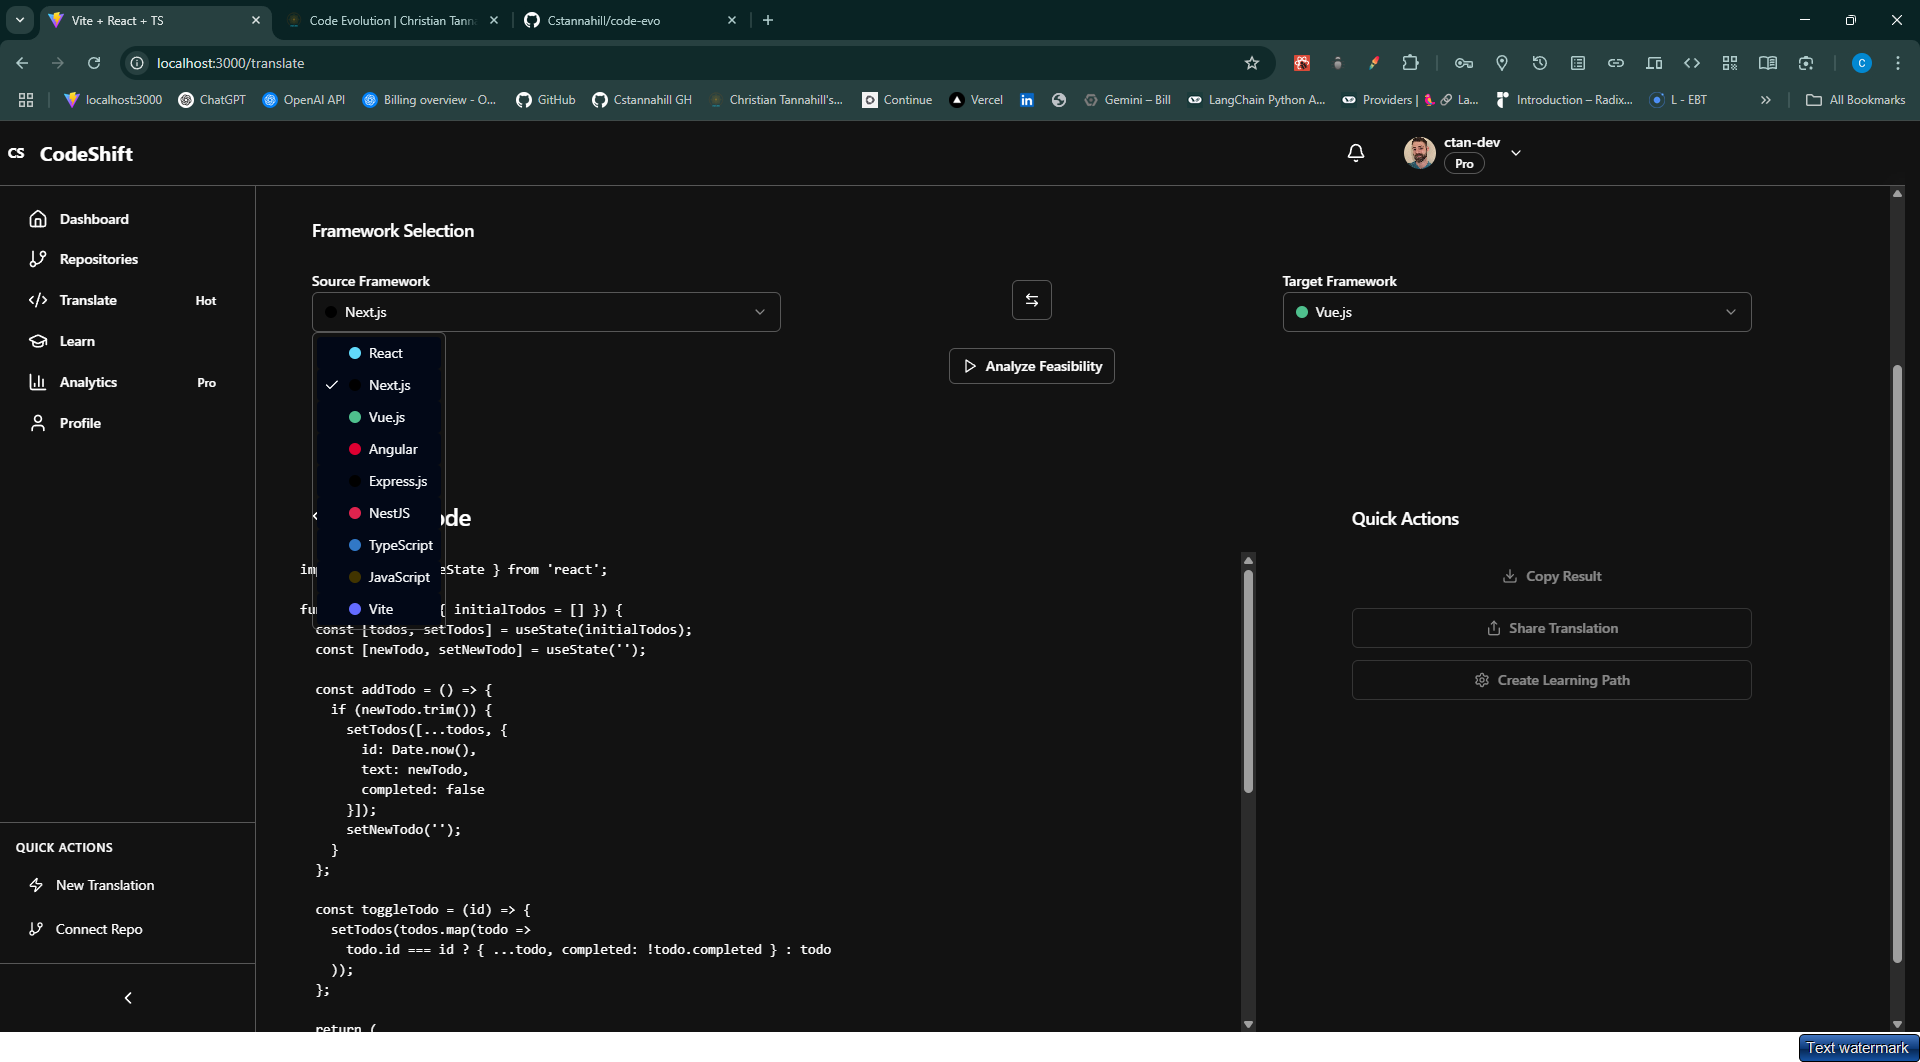 Vite + React + TS
Code Evolution | Christian Tann
Cstannahill/code-evo
localhost:3000/translate
C
localhost:3000
ChatGPT
OpenAI API
Billing overview - O...
GitHub
Cstannahill GH
Christian Tannahill's...
Continue
Vercel
in
Gemini – Bill
LangChain Python A...
Providers | 🦜🔗 La...
Introduction – Radix...
L - EBT
All Bookmarks
CS CodeShift
ctan-dev
Pro
Dashboard
Repositories
Translate Hot
Learn
Analytics Pro
Profile
QUICK ACTIONS
New Translation
Connect Repo
Framework Selection
Source Framework
Next.js
React
Next.js
Vue.js
Angular
Express.js
NestJS
TypeScript
JavaScript
Vite
Analyze Feasibility
Target Framework
Vue.js
ode
im eState } from 'react';
fu { initialTodos = [] }) {
const [todos, setTodos] = useState(initialTodos);
const [newTodo, setNewTodo] = useState('');
const addTodo = () => {
if (newTodo.trim()) {
setTodos([...todos, {
id: Date.now(),
text: newTodo,
completed: false
}]);
setNewTodo('');
}
};
const toggleTodo = (id) => {
setTodos(todos.map(todo =>
todo.id === id ? { ...todo, completed: !todo.completed } : todo
));
};
return (
Quick Actions
Copy Result
Share Translation
Create Learning Path
Text watermark